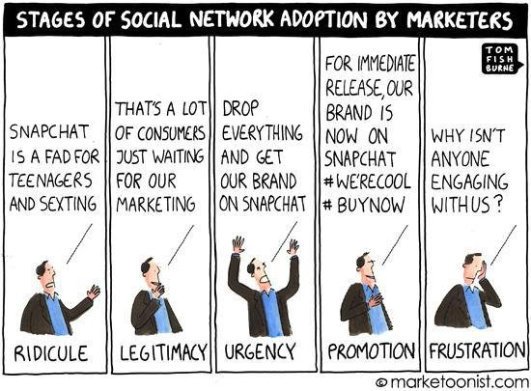 STAGES OF SOCIAL NETWORK ADOPTION BY MARKETERS
TOM
FISH
BURNE
SNAPCHAT
IS A FAD FOR
TEENAGERS
AND SEXTING
RIDICULE
THAT'S A LOT
OF CONSUMERS
JUST WAITING
FOR OUR
MARKETING
LEGITIMACY
DROP
EVERYTHING
AND GET
OUR BRAND
ON SNAPCHAT
URGENCY
FOR IMMEDIATE
RELEASE, OUR
BRAND IS
NOW ON
SNAPCHAT
#WE'RECOOL
# BUYNOW
PROMOTION
WHY ISN'T
ANYONE
ENGAGING
WITH US?
FRUSTRATION
© marketoonist.com